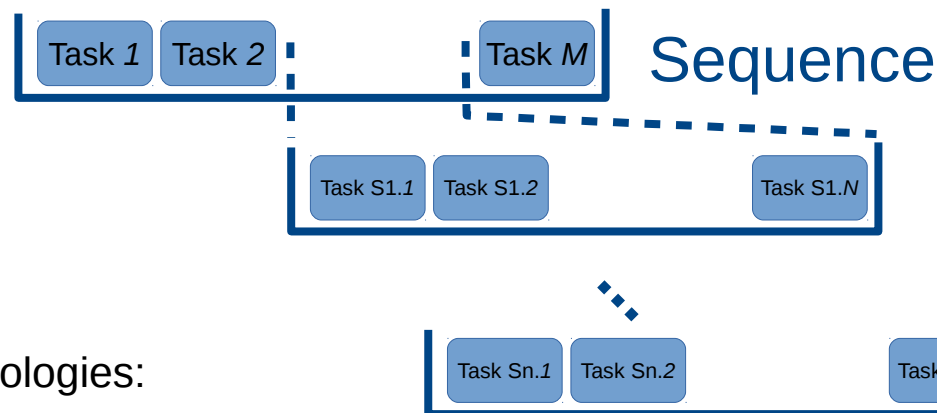 Task 1 Task 2 Task M Sequence
Task S1.1 Task S1.2 Task S1.N
Task Sn.1 Task Sn.2 Task
ologies: